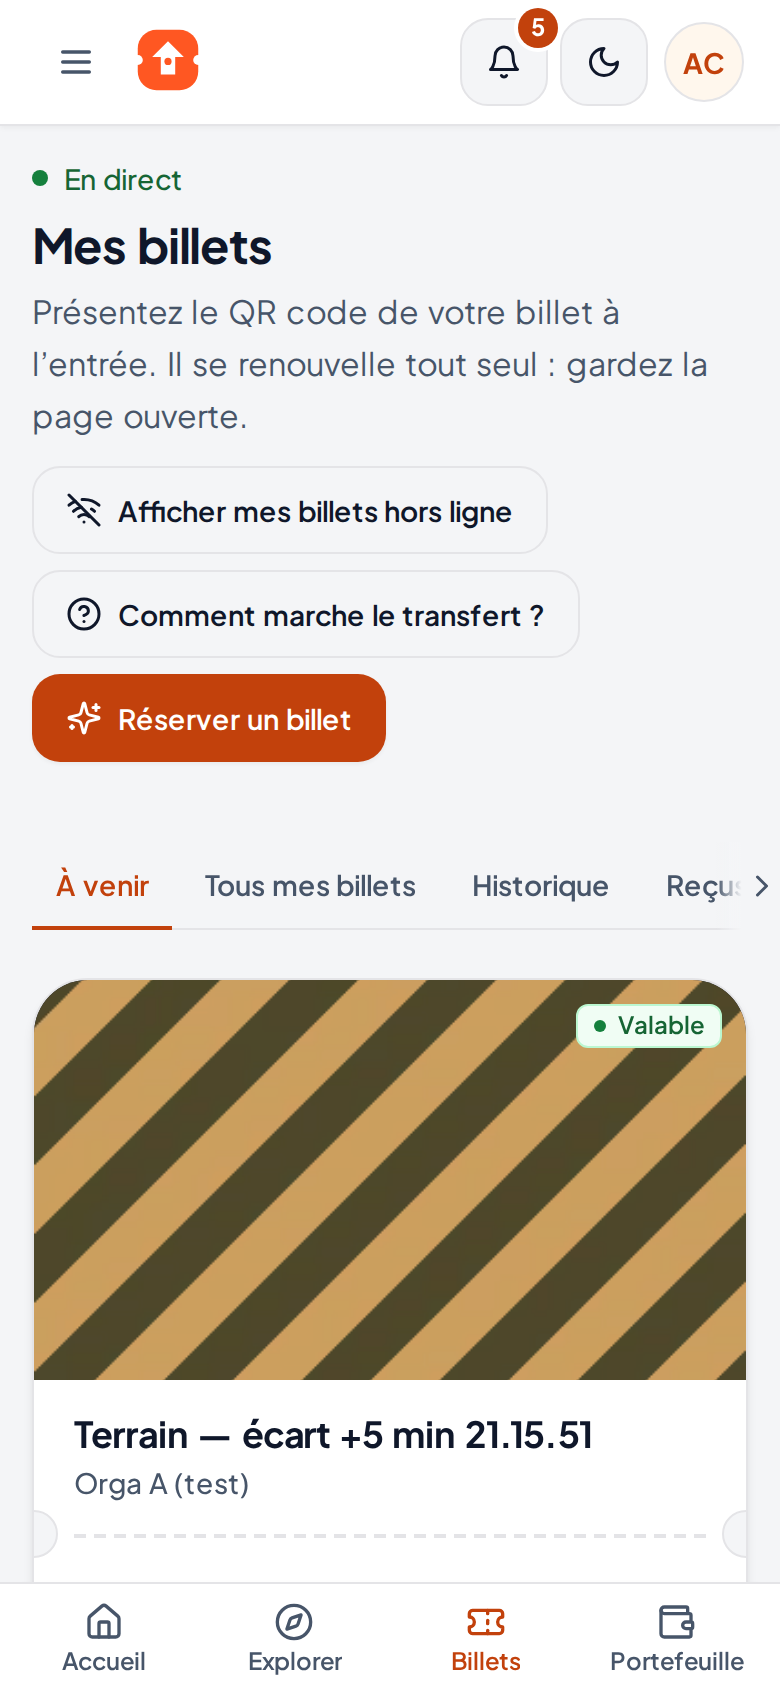 5
AC
En direct
Mes billets
Présentez le QR code de votre billet à
l’entrée. Il se renouvelle tout seul : gardez la
page ouverte.
Afficher mes billets hors ligne
Comment marche le transfert ?
Réserver un billet
À venir
Tous mes billets
Historique
Reçus
Valable
Terrain — écart +5 min 21.15.51
Orga A (test)
Accueil
Explorer
Billets
Portefeuille